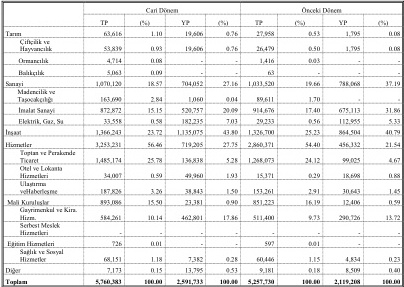 Cari Dönem Önceki Dönem
TP (%) YP (%) TP (%) YP (%)
Tarım 63,616 1.10 19,606 0.76 27,958 0.53 1,795 0.08
Çiftçilik ve
Hayvancılık 53,839 0.93 19,606 0.76 26,479 0.50 1,795 0.08
Ormancılık 4,714 0.08 - - 1,416 0.03 - -
Balıkçılık 5,063 0.09 - - 63 - - -
Sanayi 1,070,120 18.57 704,052 27.16 1,033,520 19.66 788,068 37.19
Madencilik ve
Taşocakçılığı 163,690 2.84 1,060 0.04 89,611 1.70 - -
İmalat Sanayi 872,872 15.15 520,757 20.09 914,676 17.40 675,113 31.86
Elektrik, Gaz, Su 33,558 0.58 182,235 7.03 29,233 0.56 112,955 5.33
İnşaat 1,366,243 23.72 1,135,075 43.80 1,326,700 25.23 864,504 40.79
Hizmetler 3,253,231 56.46 719,205 27.75 2,860,371 54.40 456,332 21.54
Toptan ve Perakende
Ticaret 1,485,174 25.78 136,838 5.28 1,268,073 24.12 99,025 4.67
Otel ve Lokanta
Hizmetleri 34,007 0.59 49,960 1.93 15,371 0.29 18,698 0.88
Ulaştırma
veHaberleşme 187,826 3.26 38,843 1.50 153,261 2.91 30,643 1.45
Mali Kuruluşlar 893,086 15.50 23,381 0.90 851,223 16.19 12,406 0.59
Gayrimenkul ve Kira.
Hizm. 584,261 10.14 462,801 17.86 511,400 9.73 290,726 13.72
Serbest Meslek
Hizmetleri - - - - - - - -
Eğitim Hizmetleri 726 0.01 - - 597 0.01 - -
Sağlık ve Sosyal
Hizmetler 68,151 1.18 7,382 0.28 60,446 1.15 4,834 0.23
Diğer 7,173 0.15 13,795 0.53 9,181 0.18 8,509 0.40
Toplam 5,760,383 100.00 2,591,733 100.00 5,257,730 100.00 2,119,208 100.00